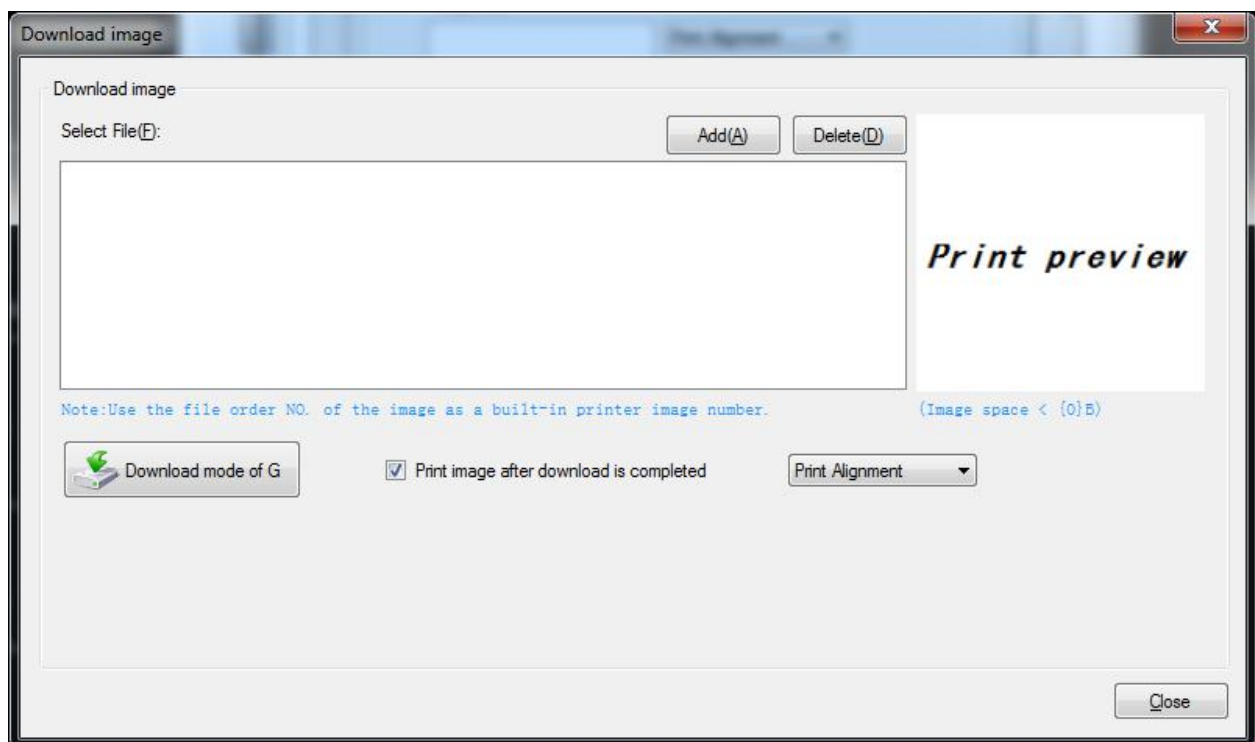 Download image
Download image
Select File(F):
Add(A)
Delete(D)
Print preview
Note:Use the file order NO. of the image as a built-in printer image number.
(Image space < {0}B)
Download mode of G
Print image after download is completed
Print Alignment
Close